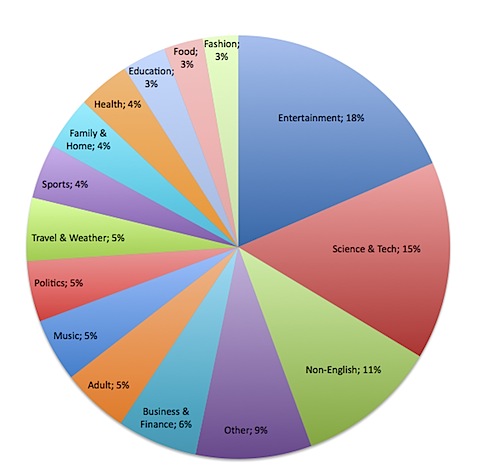 Entertainment; 18%
Science & Tech; 15%
Non-English; 11%
Other; 9%
Business &
Finance; 6%
Adult; 5%
Music; 5%
Politics; 5%
Travel & Weather; 5%
Sports; 4%
Family &
Home; 4%
Health; 4%
Education;
3%
Food;
3%
Fashion;
3%